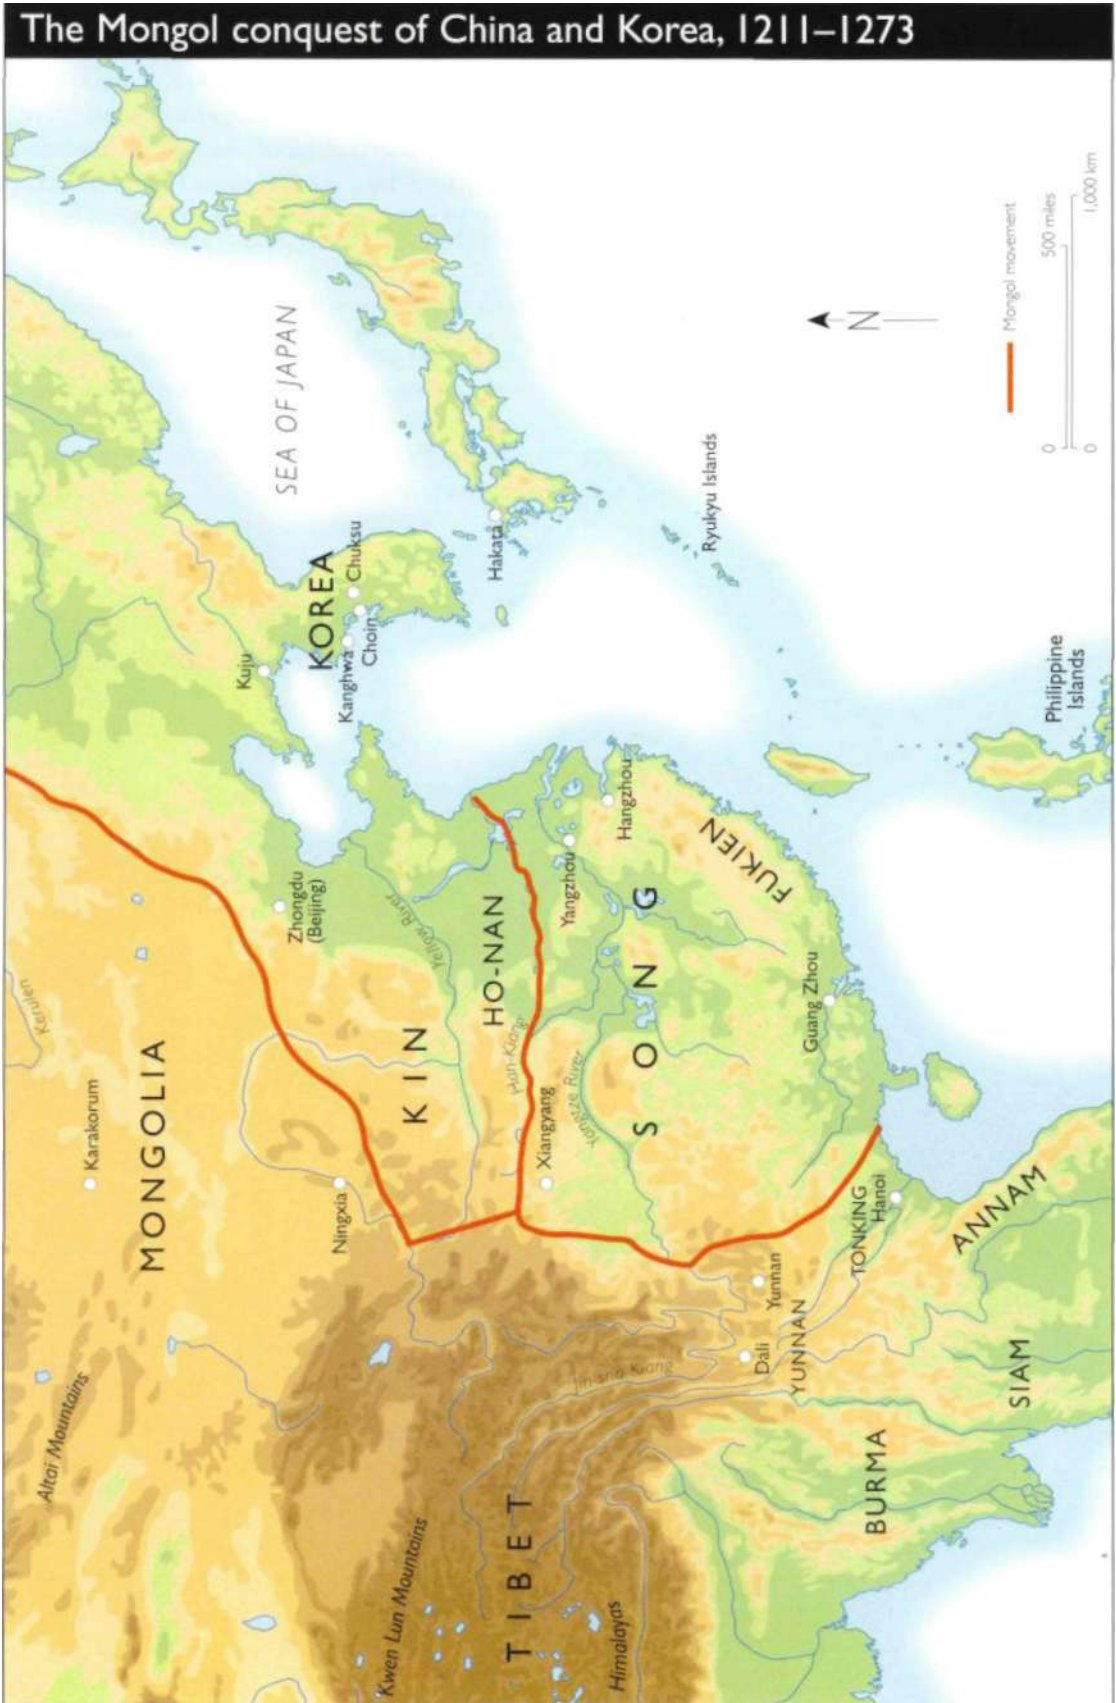 The Mongol conquest of China and Korea, 1211–1273
Kerulen
Karakorum
MONGOLIA
Altai Mountains
SEA OF JAPAN
KOREA
Kuju
Chuksu
Kanghwa
Choin
Hakata
Zhongdu
(Beijing)
Yellow River
KIN
Ningxia
HO-NAN
Han Kiong
Xiangyang
Yangtze River
Yangzhou
Hangzhou
SONG
FUKIEN
Guang Zhou
Ryukyu Islands
Philippine
Islands
Kwen Lun Mountains
TIBET
Himalayas
Jin-sha Kiang
Dali
Yunnan
YUNNAN
TONKING
Hanoi
ANNAM
BURMA
SIAM
N
Mongol movement
0
500 miles
0
1,000 km